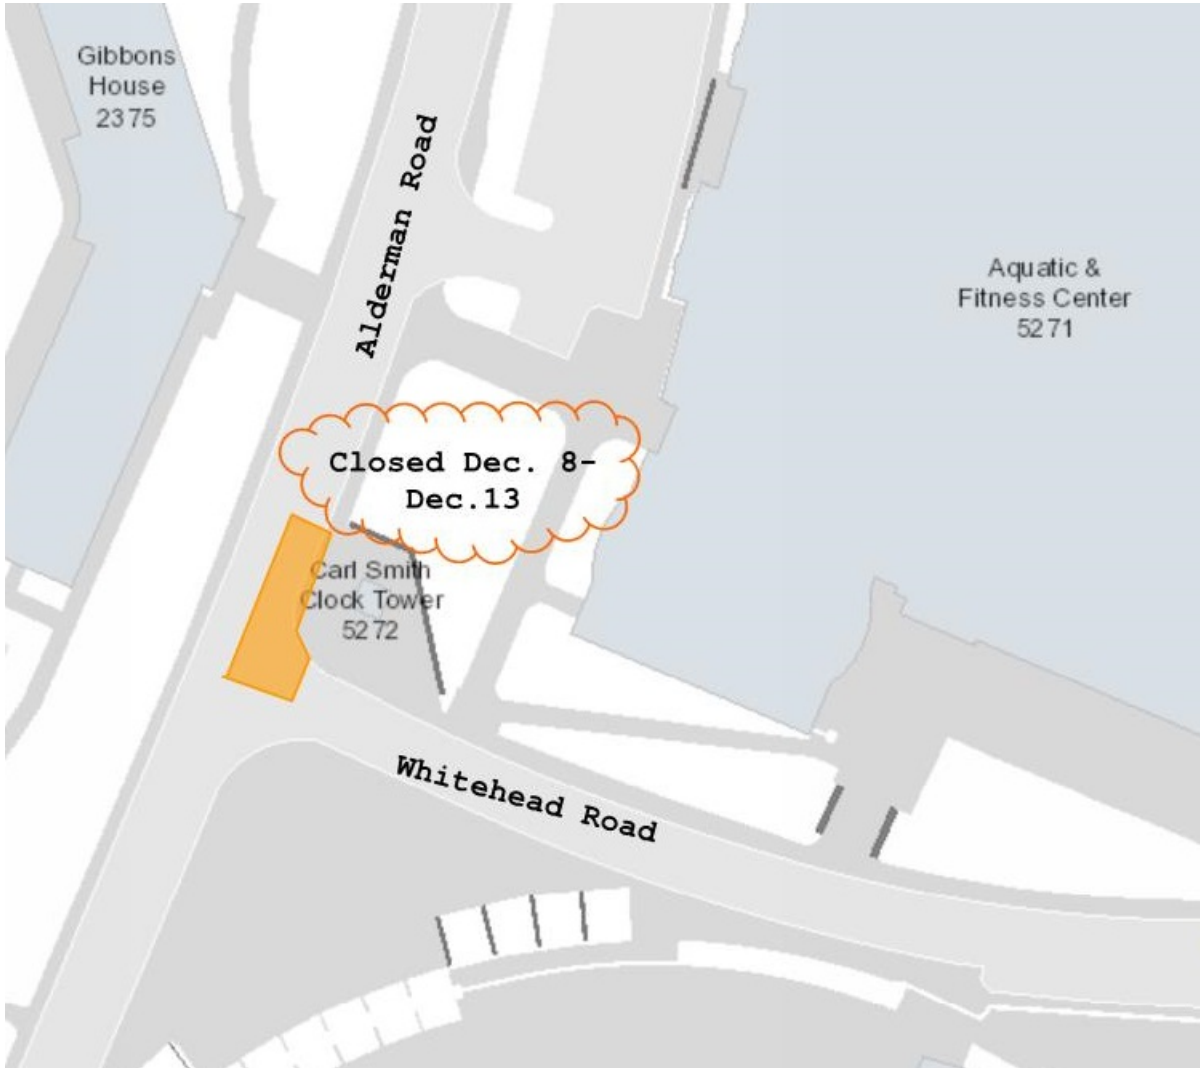 Gibbons
House
2375
Alderman Road
Aquatic &
Fitness Center
5271
Closed Dec. 8-
Dec.13
Carl Smith
Clock Tower
5272
Whitehead Road